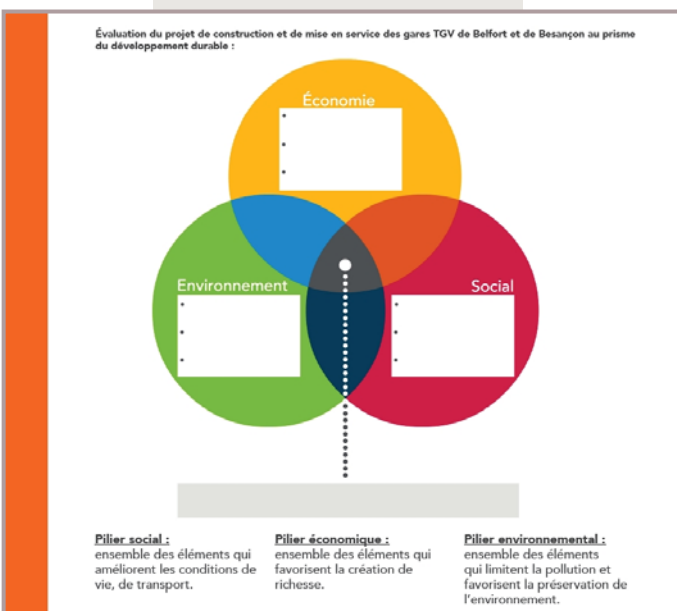 Évaluation du projet de construction et de mise en service des gares TGV de Belfort et de Besançon au prisme
du développement durable :
Économie
Environnement
Social
Pilier social :
ensemble des éléments qui
améliorent les conditions de
vie, de transport.
Pilier économique :
ensemble des éléments qui
favorisent la création de
richesse.
Pilier environnemental :
ensemble des éléments
qui limitent la pollution et
favorisent la préservation de
l'environnement.